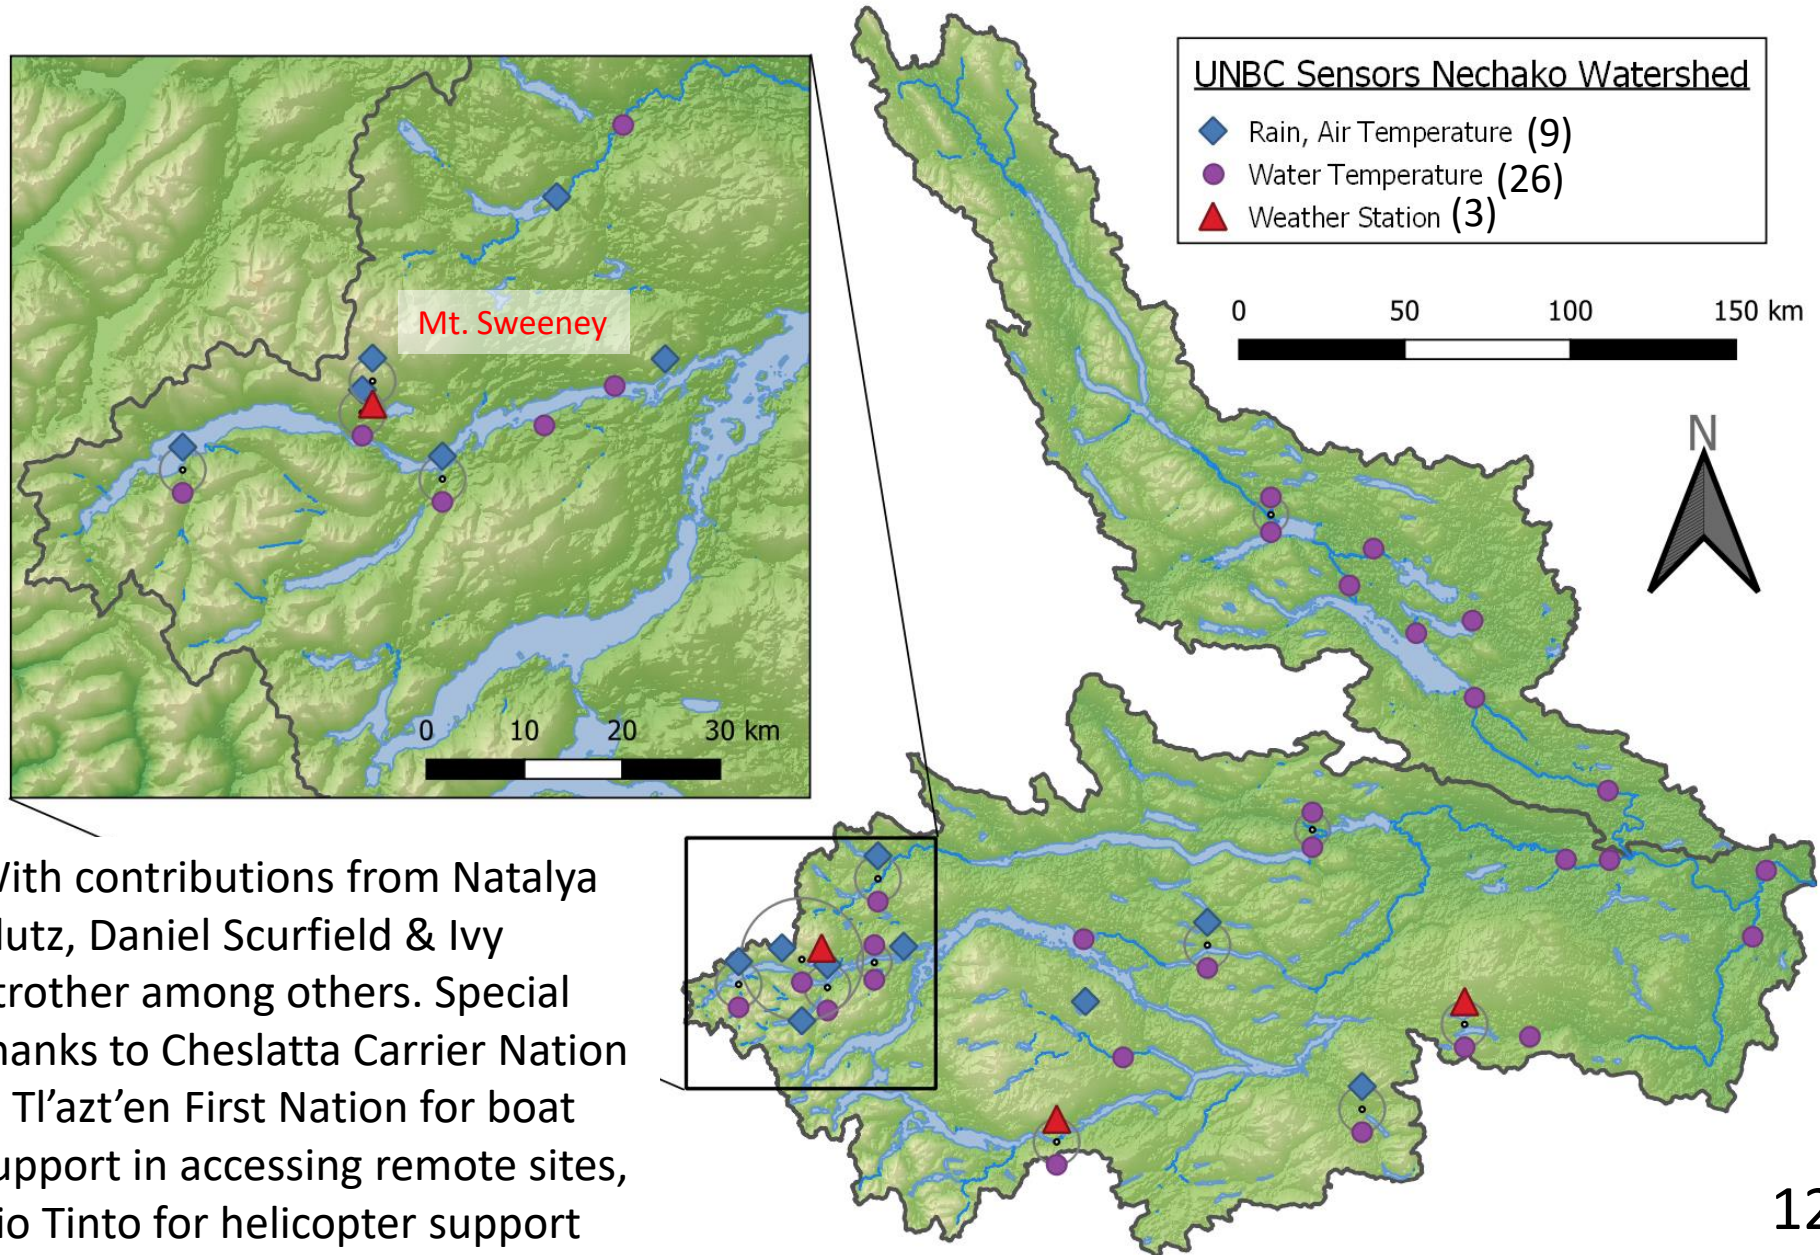 UNBC Sensors Nechako Watershed
Rain, Air Temperature (9)
Water Temperature (26)
Weather Station (3)
0 50 100 150 km
N
Mt. Sweeney
0 10 20 30 km
With contributions from Natalya
lutz, Daniel Scurfield & Ivy
trother among others. Special
hanks to Cheslatta Carrier Nation
Tl'azt'en First Nation for boat
upport in accessing remote sites,
io Tinto for helicopter support
12